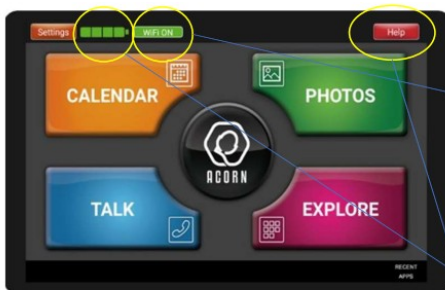 Settings
WiFi ON
Help
CALENDAR
PHOTOS
ACORN
TALK
EXPLORE
RECENT
APPS